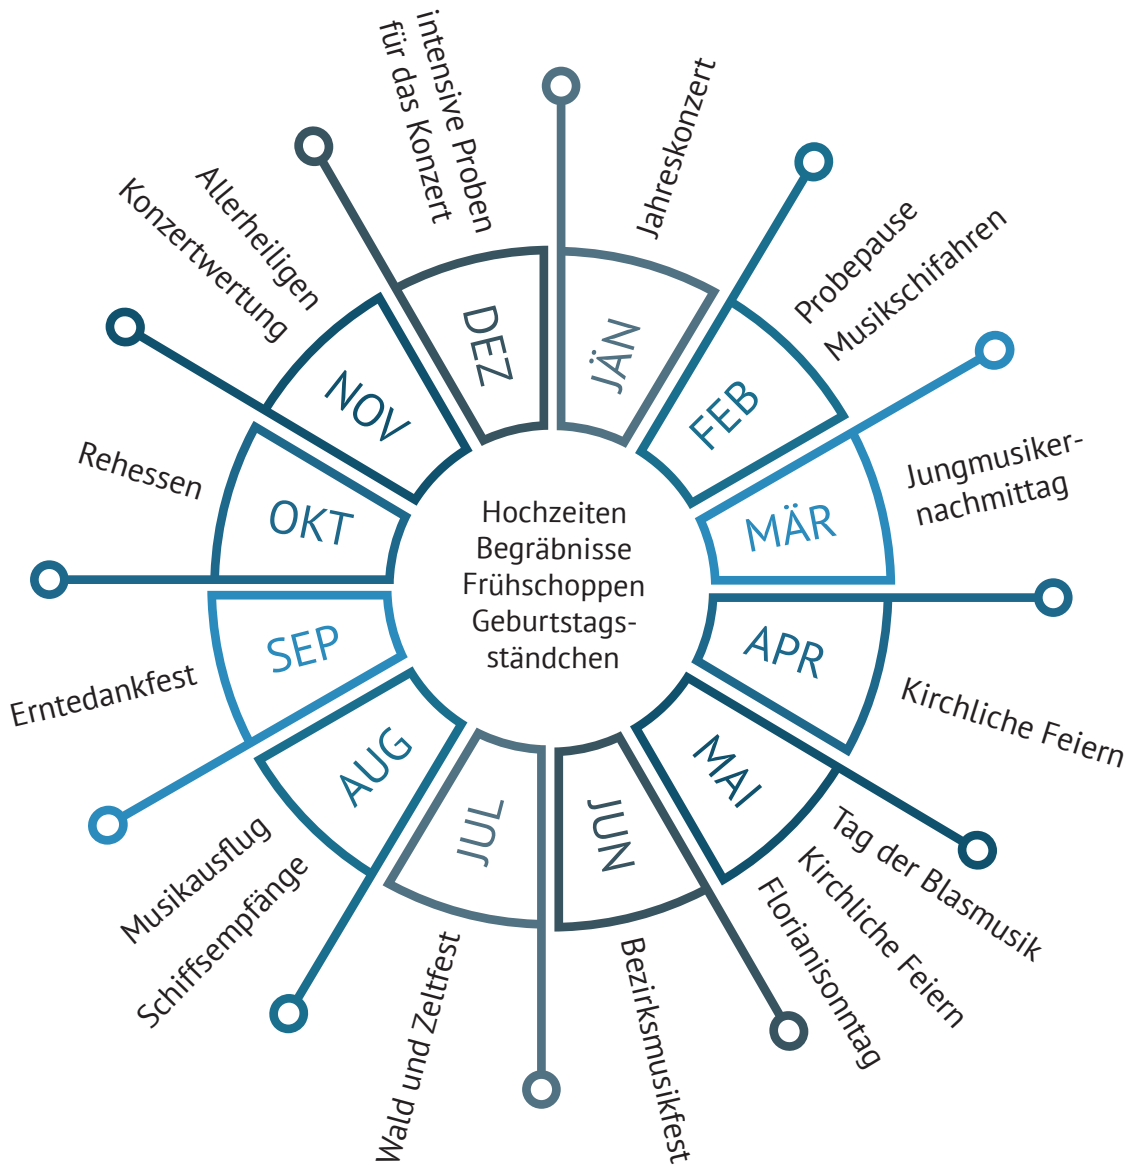 JÄN
Jahreskonzert
FEB
Probepause
Musikschifahren
MÄR
Jungmusiker-
nachmittag
APR
Kirchliche Feiern
MAI
Tag der Blasmusik
Kirchliche Feiern
Florianisonntag
JUN
Bezirksmusikfest
JUL
Wald und Zeltfest
AUG
Musikausflug
Schiffsempfänge
SEP
Erntedankfest
OKT
Rehessen
NOV
Allerheiligen
Konzertwertung
DEZ
intensive Proben
für das Konzert
Hochzeiten
Begräbnisse
Frühschoppen
Geburtstags-
ständchen